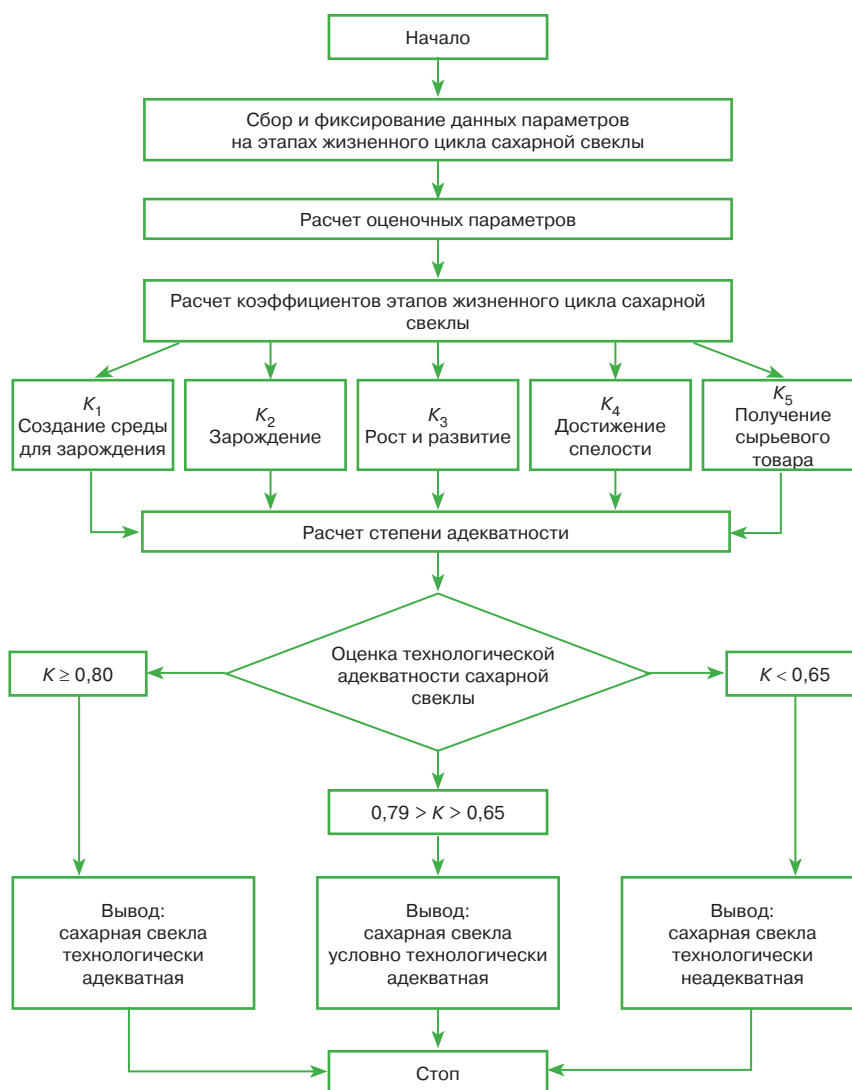 Начало
Сбор и фиксирование данных параметров
на этапах жизненного цикла сахарной свеклы
Расчет оценочных параметров
Расчет коэффициентов этапов жизненного цикла сахарной
свеклы
K₁
Создание среды
для зарождения
K₂
Зарождение
K₃
Рост и развитие
K₄
Достижение
спелости
K₅
Получение
сырьевого
товара
Расчет степени адекватности
Оценка технологической
адекватности сахарной
свеклы
K ≥ 0,80
K < 0,65
0,79 > K > 0,65
Вывод:
сахарная свекла
технологически
адекватная
Вывод:
сахарная свекла
условно технологически
адекватная
Вывод:
сахарная свекла
технологически
неадекватная
Стоп